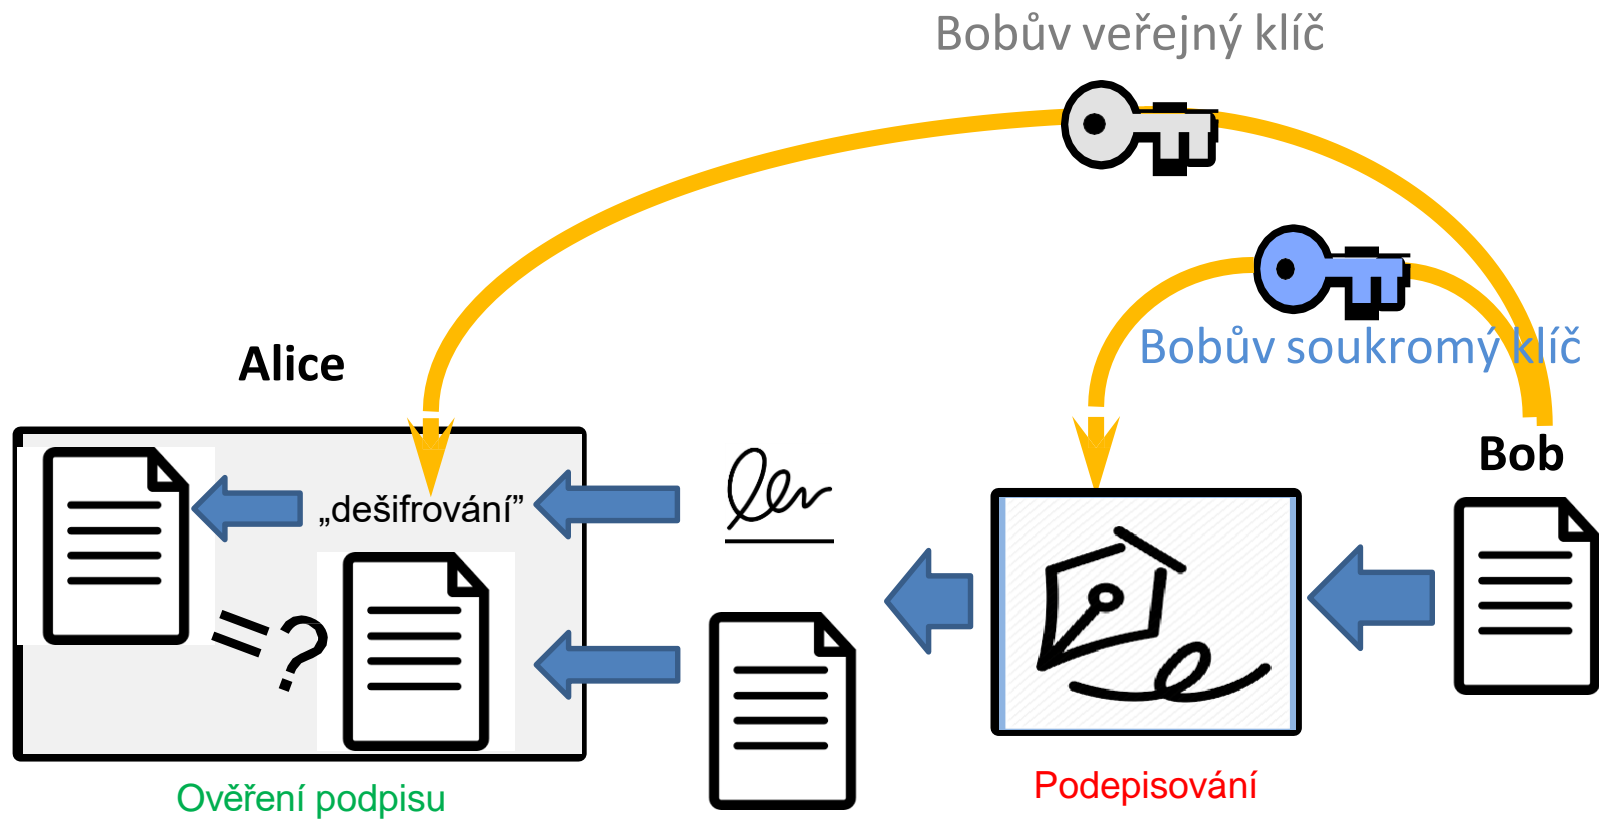 Bobův veřejný klíč
Bobův soukromý klíč
Alice
Bob
„dešifrování”
=?
Ověření podpisu
Podepisování